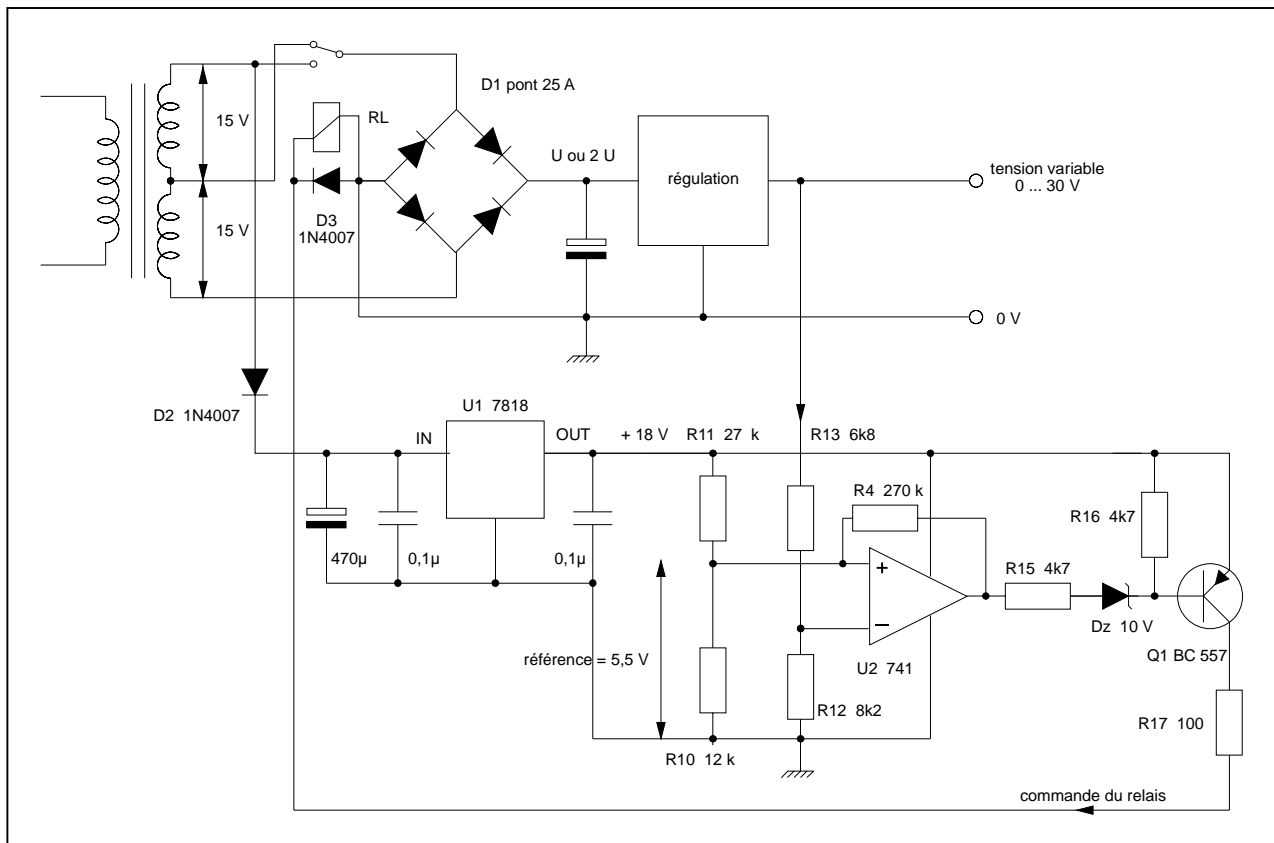 D1 pont 25 A
15 V
RL
U ou 2 U
régulation
tension variable
0 ... 30 V
15 V
D3
1N4007
0 V
D2 1N4007
U1 7818
IN
OUT
+ 18 V
R11 27 k
R13 6k8
R4 270 k
R16 4k7
470µ
0,1µ
0,1µ
+
R15 4k7
−
Dz 10 V
référence = 5,5 V
U2 741
Q1 BC 557
R12 8k2
R17 100
R10 12 k
commande du relais